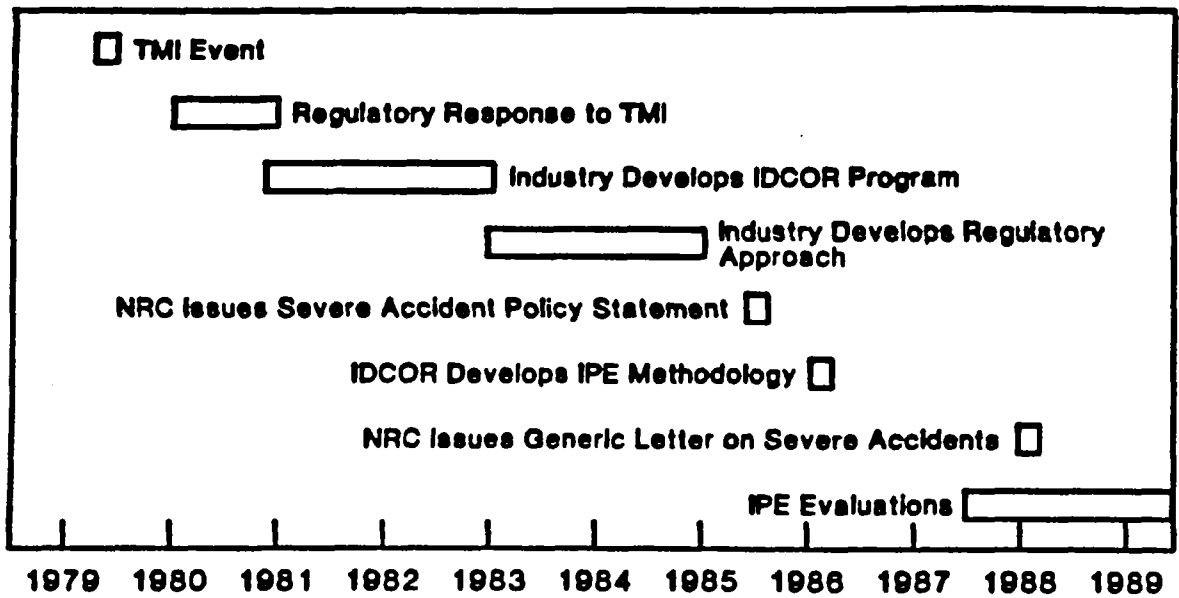 TMI Event
Regulatory Response to TMI
Industry Develops IDCOR Program
Industry Develops Regulatory
Approach
NRC Issues Severe Accident Policy Statement
IDCOR Develops IPE Methodology
NRC Issues Generic Letter on Severe Accidents
IPE Evaluations
1979 1980 1981 1982 1983 1984 1985 1986 1987 1988 1989